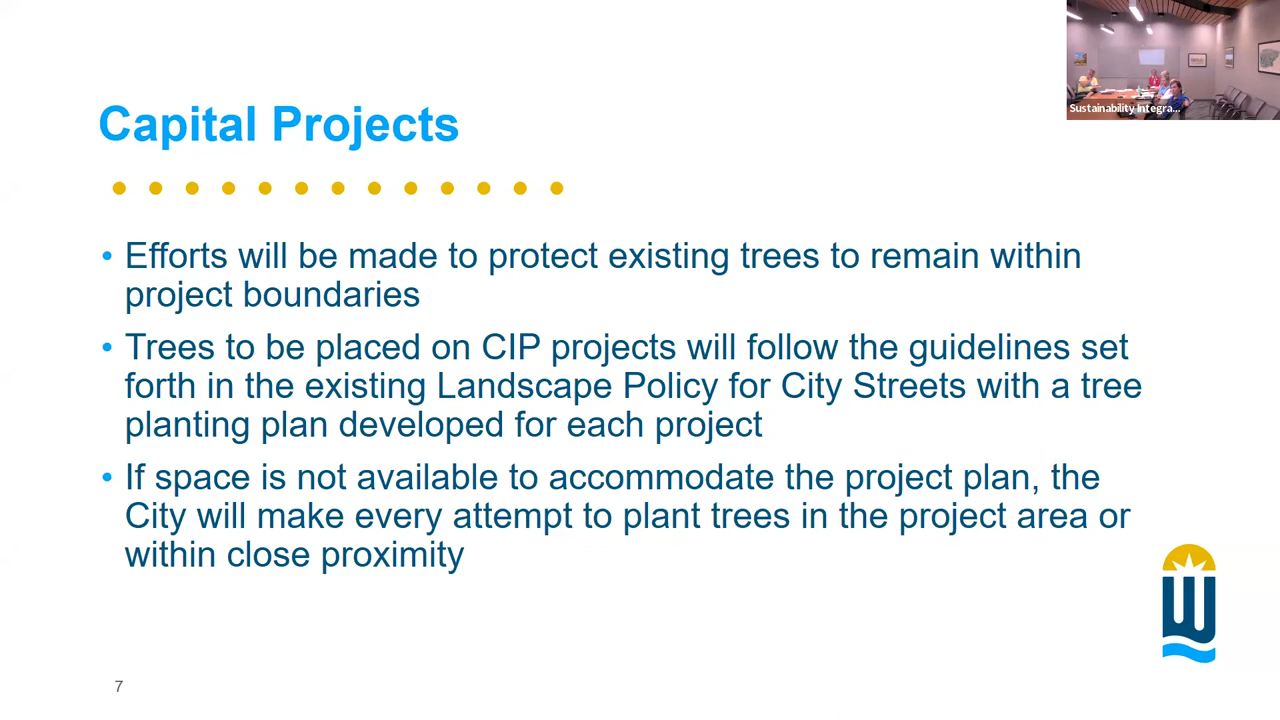 Sustainability Integra...
Capital Projects
• Efforts will be made to protect existing trees to remain within
project boundaries
• Trees to be placed on CIP projects will follow the guidelines set
forth in the existing Landscape Policy for City Streets with a tree
planting plan developed for each project
• If space is not available to accommodate the project plan, the
City will make every attempt to plant trees in the project area or
within close proximity
W
7